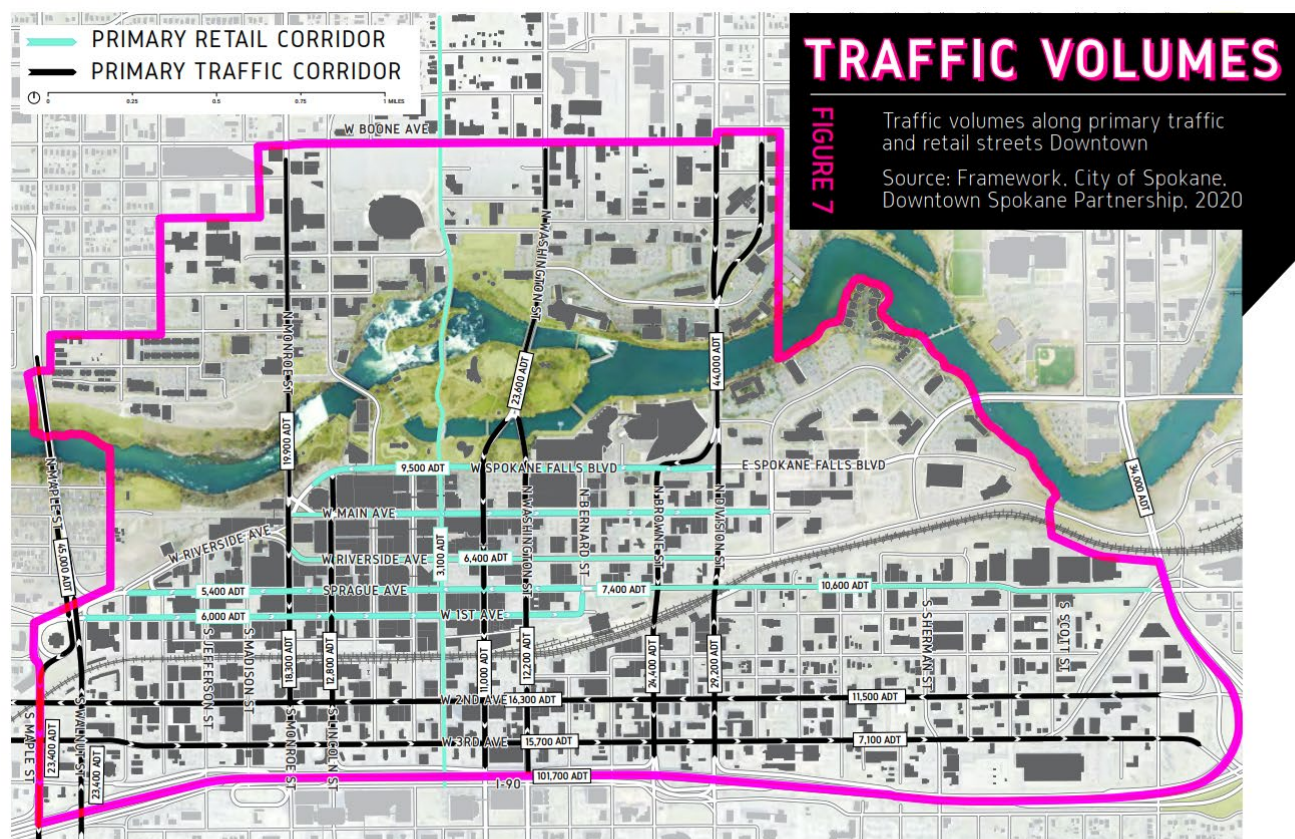 PRIMARY RETAIL CORRIDOR
PRIMARY TRAFFIC CORRIDOR
0 0.25 0.5 0.75 1 MILES
TRAFFIC VOLUMES
FIGURE 7
Traffic volumes along primary traffic
and retail streets Downtown
Source: Framework, City of Spokane,
Downtown Spokane Partnership, 2020
W BOONE AVE
N WASHINGTON ST
N MONROE ST
23,600 ADT
44,000 ADT
19,900 ADT
N MAPLE ST
45,000 ADT
9,500 ADT
W SPOKANE FALLS BLVD
E SPOKANE FALLS BLVD
34,000 ADT
W MAIN AVE
N WASHINGTON ST
N BERNARD ST
N BROWNE ST
N DIVISION ST
W RIVERSIDE AVE
W RIVERSIDE AVE
6,400 ADT
3,100 ADT
5,400 ADT
SPRAGUE AVE
7,400 ADT
10,600 ADT
6,000 ADT
W 1ST AVE
S JEFFERSON ST
S MADISON ST
18,300 ADT
12,800 ADT
11,000 ADT
12,200 ADT
24,400 ADT
29,200 ADT
S SHERMAN ST
S SCOTT ST
W 2ND AVE
16,300 ADT
11,500 ADT
S MAPLE ST
23,400 ADT
S WALNUT ST
23,400 ADT
S MONROE ST
S LINCOLN ST
W 3RD AVE
15,700 ADT
7,100 ADT
I-90
101,700 ADT